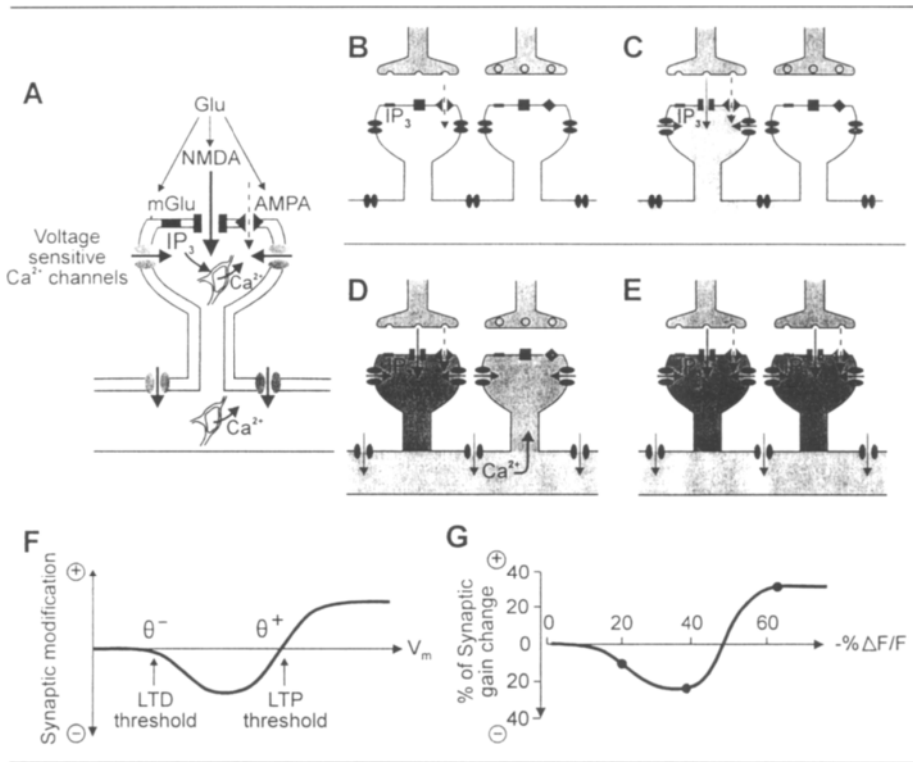 A
Glu
NMDA
mGlu
AMPA
IP3
Voltage
sensitive
Ca2+ channels
Ca2+
Ca2+
B
IP3
C
IP3
D
Ca2+
E
F
Synaptic modification
+
−
θ−
θ+
Vm
LTD
threshold
LTP
threshold
G
% of Synaptic
gain change
+
40
20
0
20
40
−
0
20
40
60
-% ΔF/F